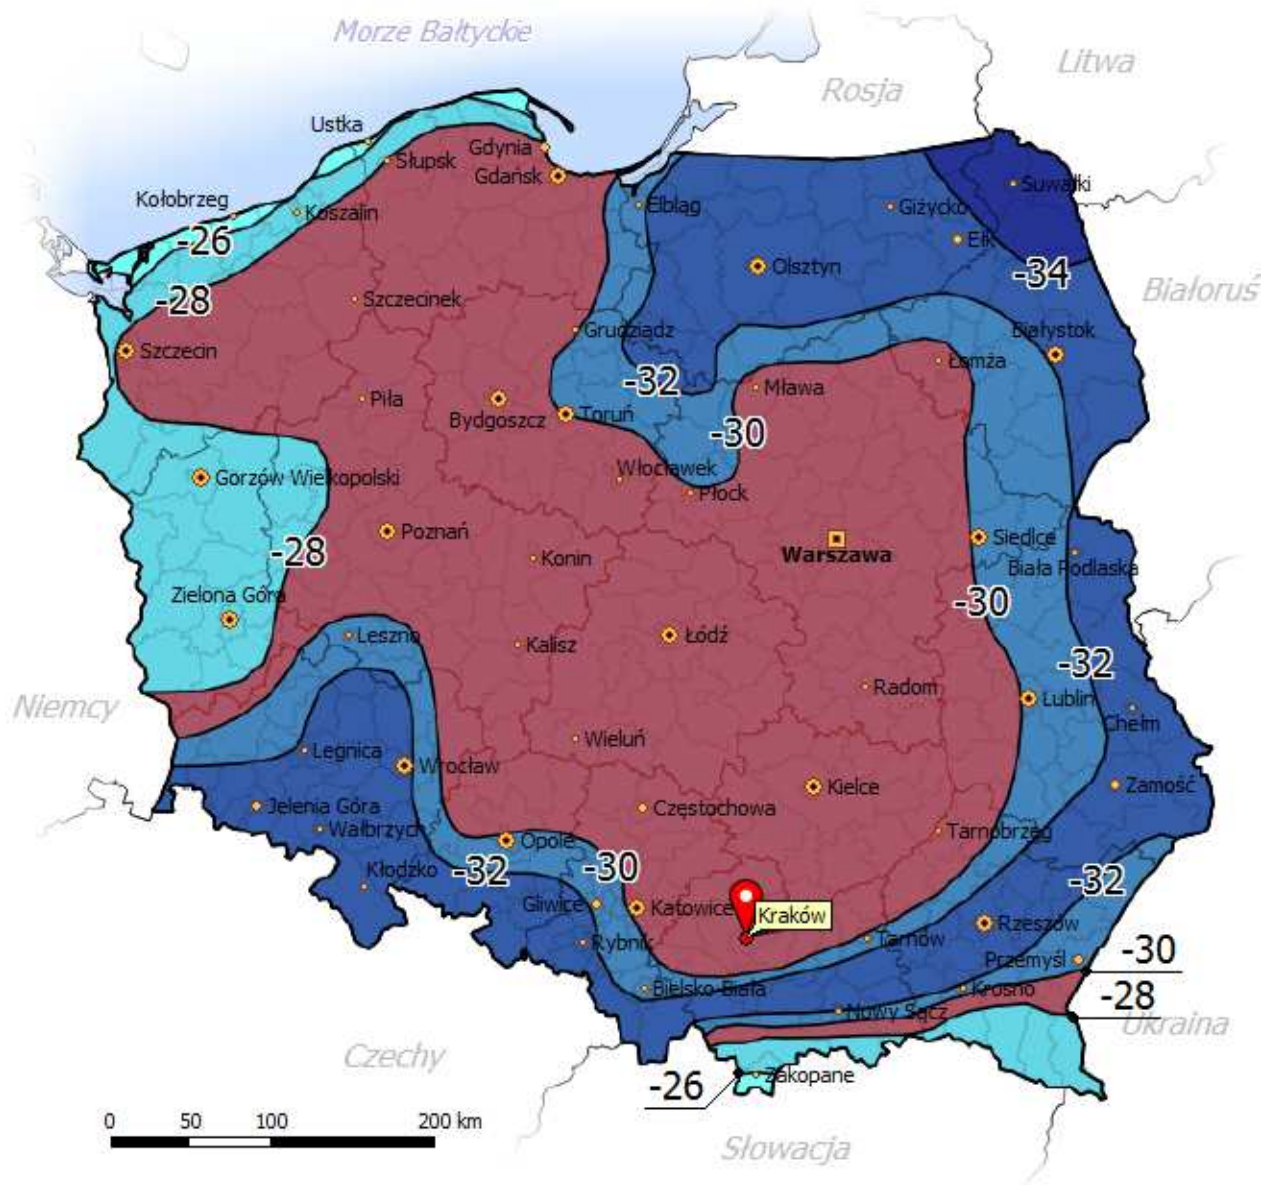 Morze Bałtyckie
Litwa
Rosja
Ustka
Słupsk
Gdynia
Gdańsk
Suwałki
Kołobrzeg
Koszalin
Elbląg
Giżycko
-26
Ełk
Olsztyn
-34
Białoruś
-28
Szczecinek
Grudziądz
Białystok
Szczecin
Łomża
-32
Mława
Piła
Bydgoszcz
Toruń
-30
Gorzów Wielkopolski
Włocławek
Płock
Poznań
Siedlce
-28
Konin
Warszawa
Biała Podlaska
Zielona Góra
-30
Leszno
Kalisz
Łódź
-32
Niemcy
Radom
Lublin
Chełm
Legnica
Wieluń
Wrocław
Kielce
Zamość
Jelenia Góra
Częstochowa
Wałbrzych
Opole
Tarnobrzeg
Kłodzko
-32
-30
-32
Gliwice
Katowice
Kraków
Rzeszów
Rybnik
Tarnów
-30
Przemyśl
Bielsko Biała
Krosno
-28
Nowy Sącz
Ukraina
Czechy
-26
Zakopane
0 50 100 200 km
Słowacja